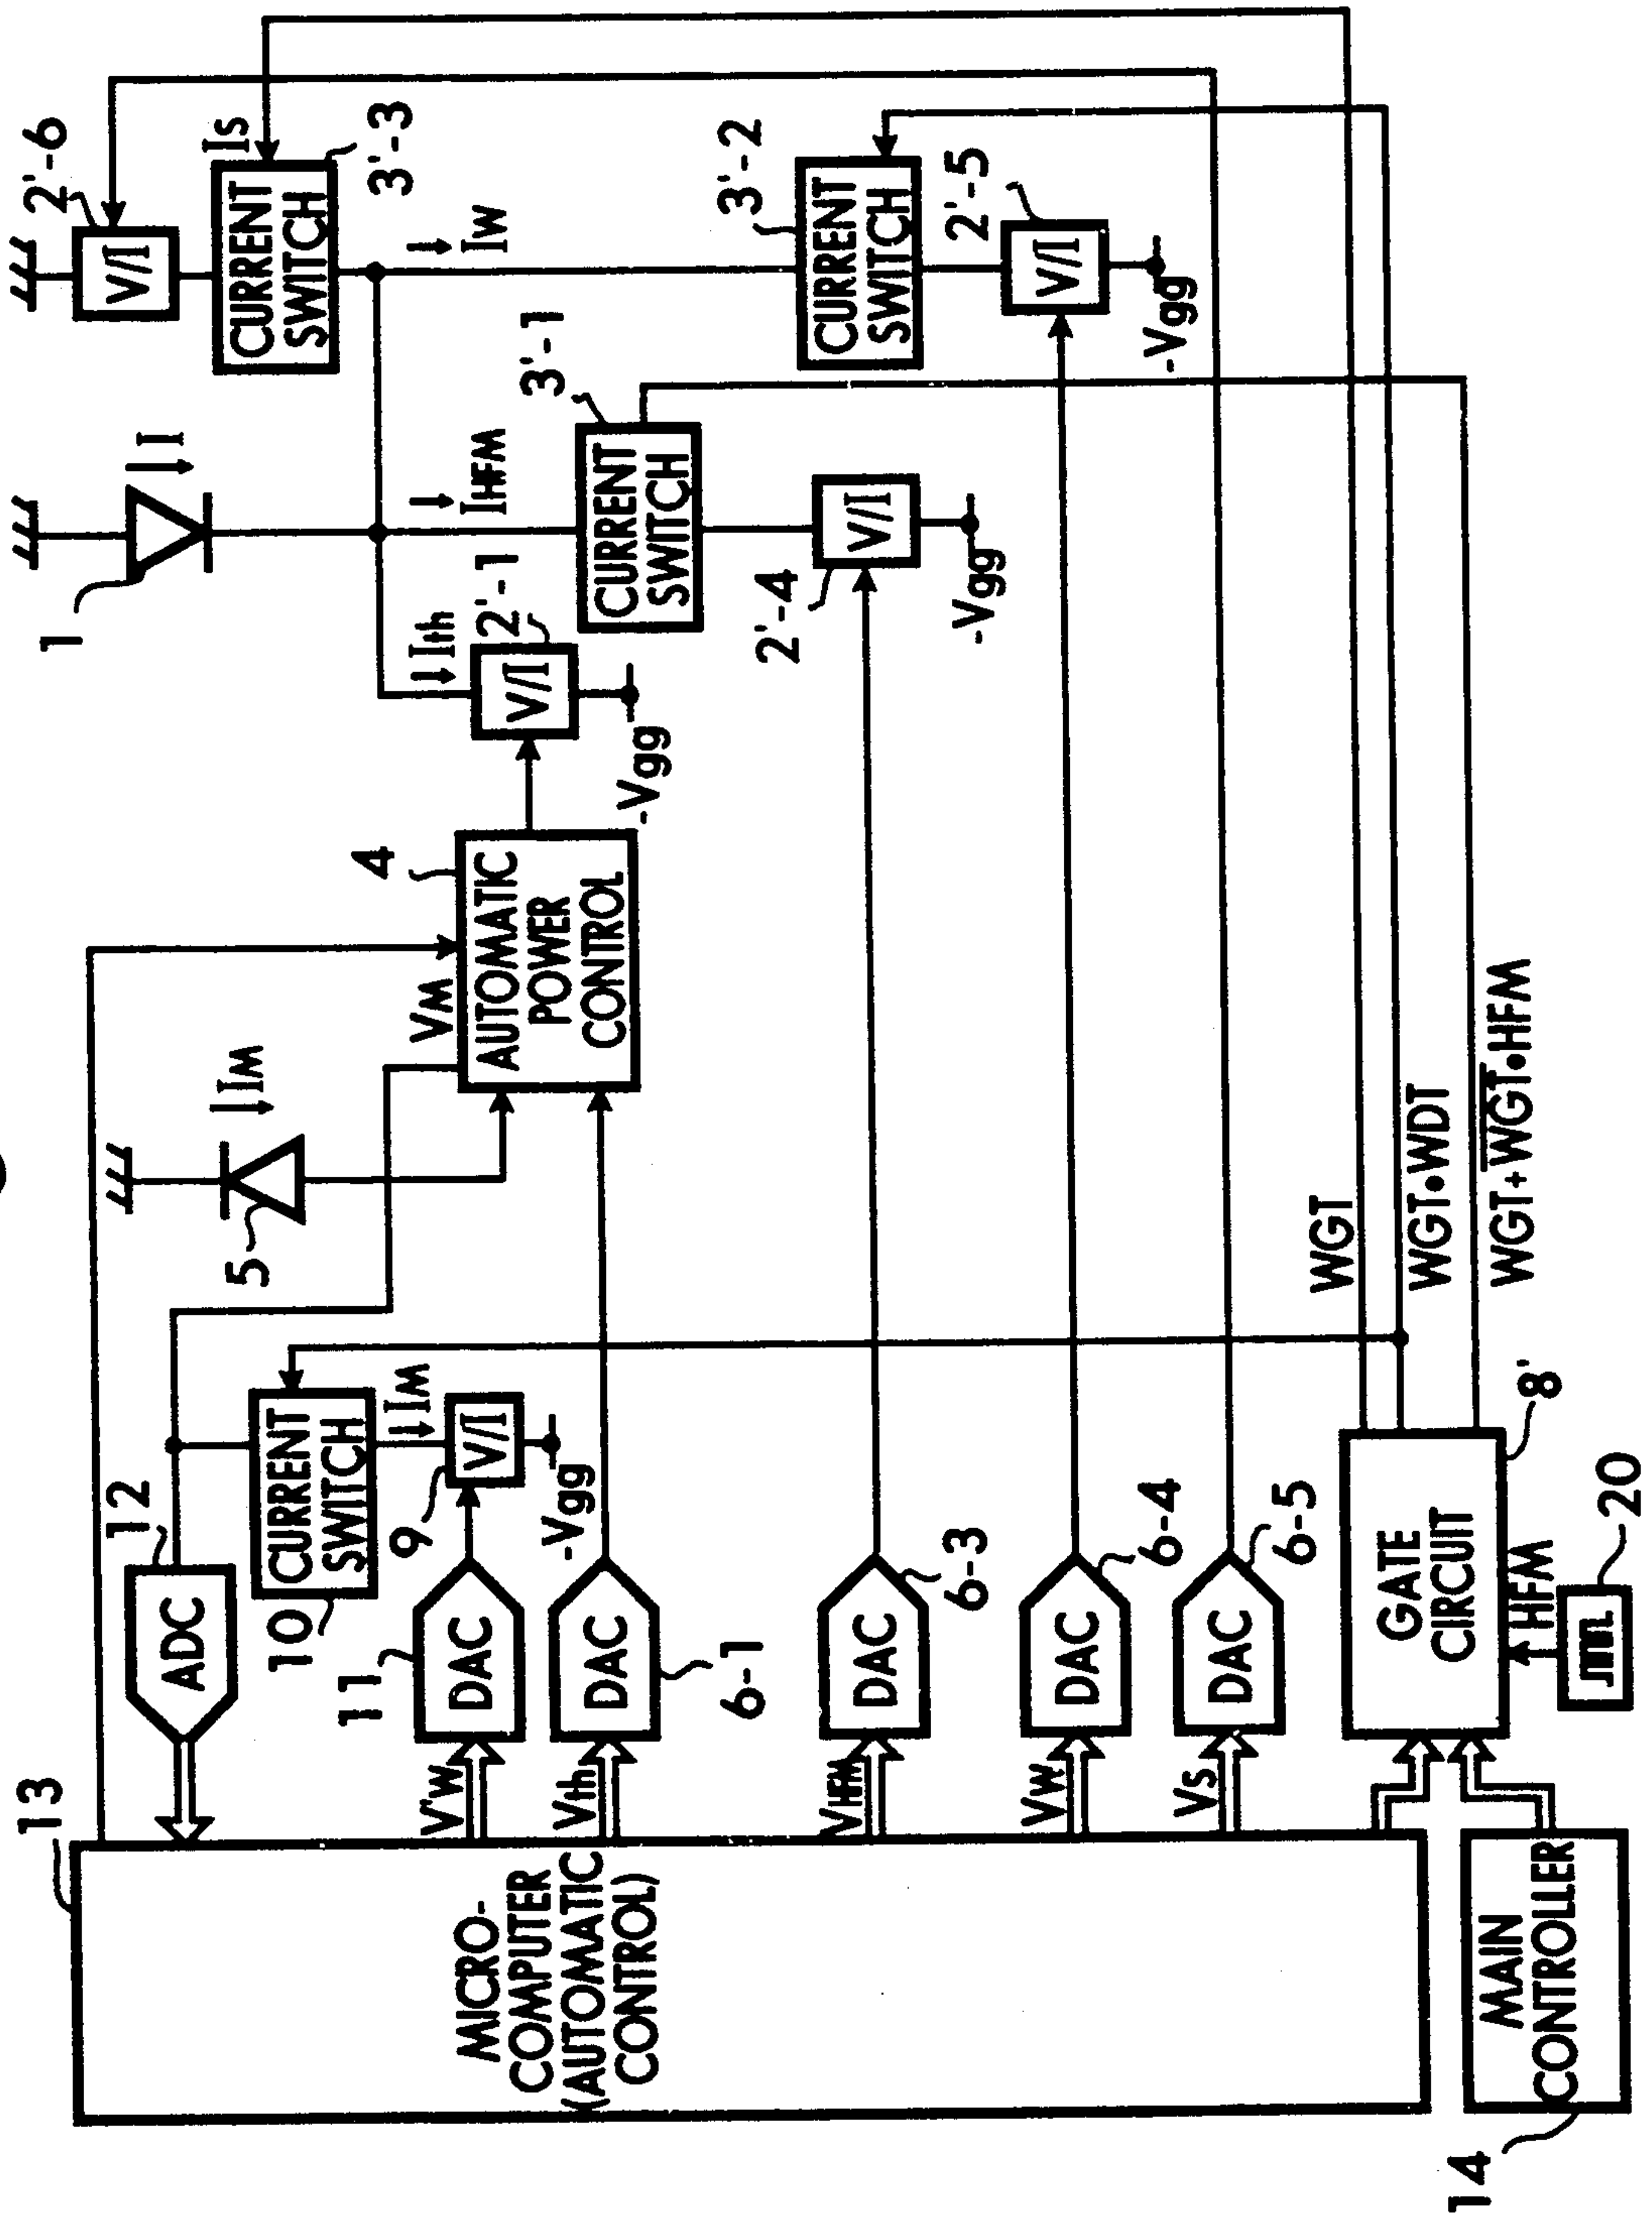 13
MICRO-
COMPUTER
(AUTOMATIC
CONTROL)
14
MAIN
CONTROLLER
ADC
12
V'W
DAC
11
Vth
DAC
6-1
VHFM
DAC
6-3
VW
DAC
6-4
VS
DAC
6-5
GATE
CIRCUIT
8'
HFM
20
10
CURRENT
SWITCH
IM
9
V/I
-Vgg
5
IM
VM
4
AUTOMATIC
POWER
CONTROL
WGT
WGT•WDT
WGT+WGT•HFM
1
I
Ith
2'-1
V/I
-Vgg
IHFM
3'-1
CURRENT
SWITCH
2'-4
V/I
-Vgg
2'-6
V/I
IS
CURRENT
SWITCH
3'-3
IW
3'-2
CURRENT
SWITCH
2'-5
V/I
-Vgg